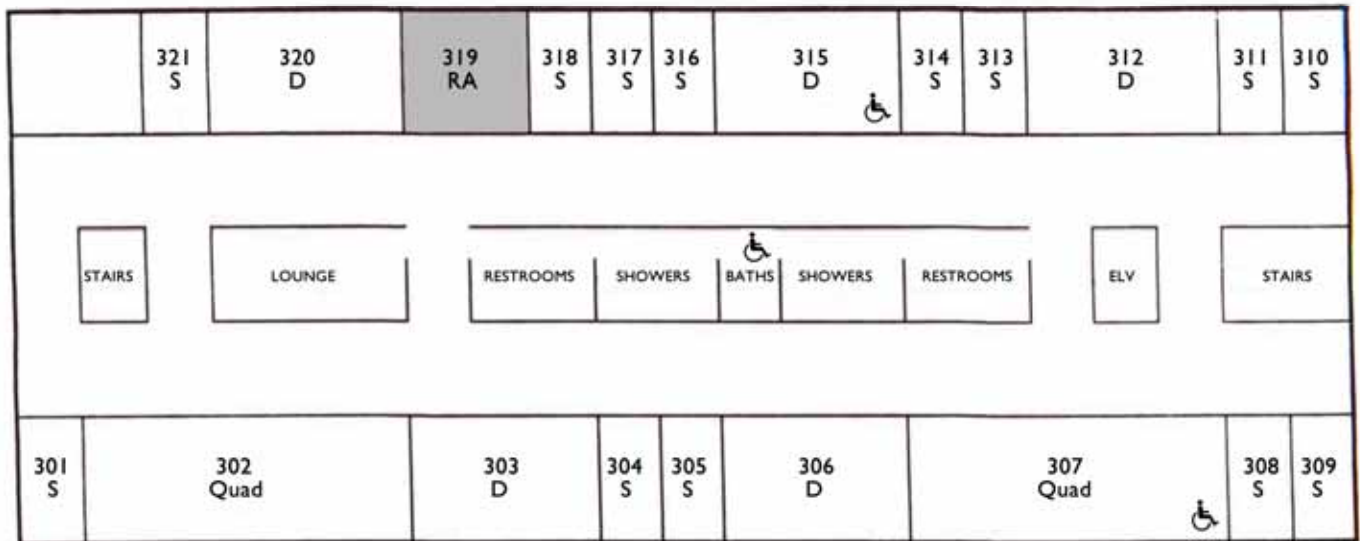 321 320 319 318 317 316 315 314 313 312 311 310
S D RA S S S D S S D S S
STAIRS LOUNGE RESTROOMS SHOWERS BATHS SHOWERS RESTROOMS ELV STAIRS
301 302 303 304 305 306 307 308 309
S Quad D S S D Quad S S